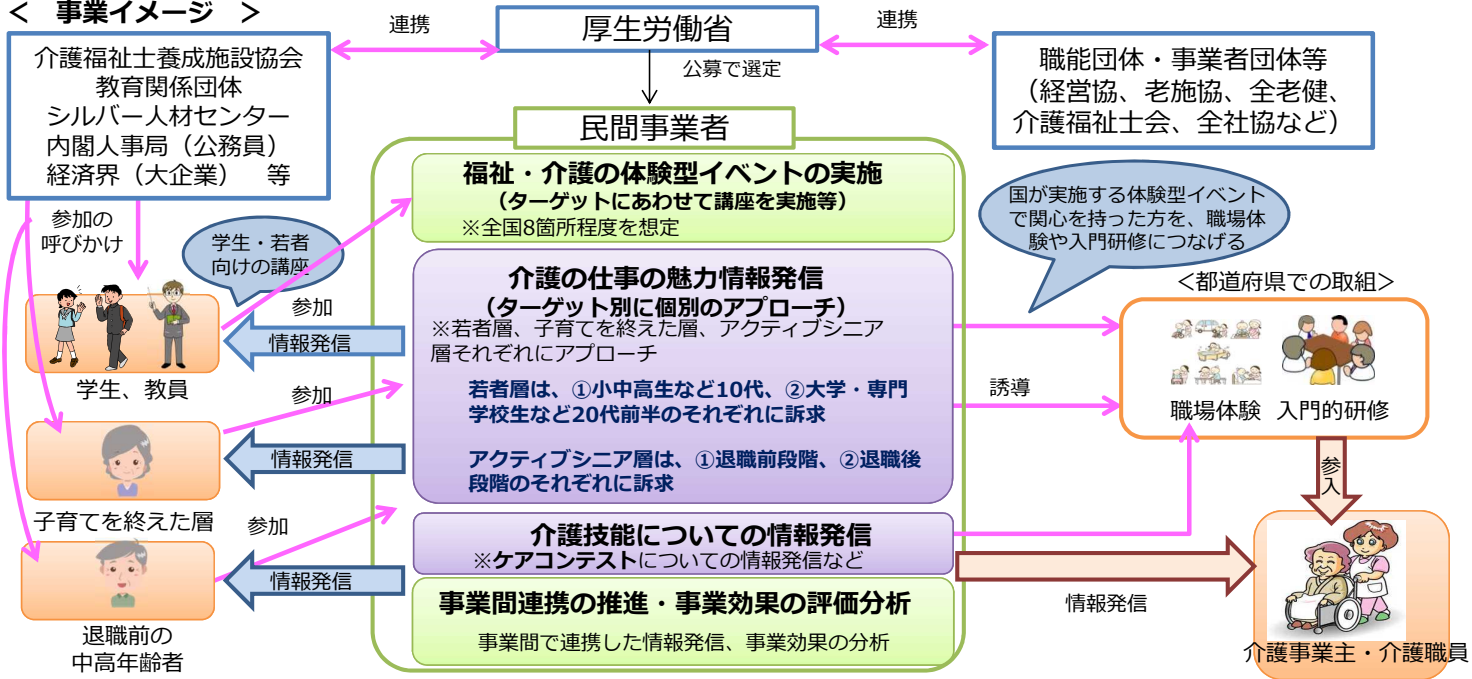 ＜　事業イメージ　＞
介護福祉士養成施設協会
教育関係団体
シルバー人材センター
内閣人事局（公務員）
経済界（大企業）　等
連携
厚生労働省
連携
職能団体・事業者団体等
（経営協、老施協、全老健、
介護福祉士会、全社協など）
公募で選定
民間事業者
福祉・介護の体験型イベントの実施
（ターゲットにあわせて講座を実施等）
※全国8箇所程度を想定
介護の仕事の魅力情報発信
（ターゲット別に個別のアプローチ）
※若者層、子育てを終えた層、アクティブシニア
層それぞれにアプローチ
若者層は、①小中高生など10代、②大学・専門
学校生など20代前半のそれぞれに訴求
アクティブシニア層は、①退職前段階、②退職後
段階のそれぞれに訴求
介護技能についての情報発信
※ケアコンテストについての情報発信など
事業間連携の推進・事業効果の評価分析
事業間で連携した情報発信、事業効果の分析
参加の
呼びかけ
学生・若者
向けの講座
参加
情報発信
学生、教員
参加
情報発信
子育てを終えた層
参加
情報発信
退職前の
中高年齢者
国が実施する体験型イベント
で関心を持った方を、職場体
験や入門研修につなげる
＜都道府県での取組＞
誘導
職場体験
入門的研修
参入
情報発信
介護事業主・介護職員